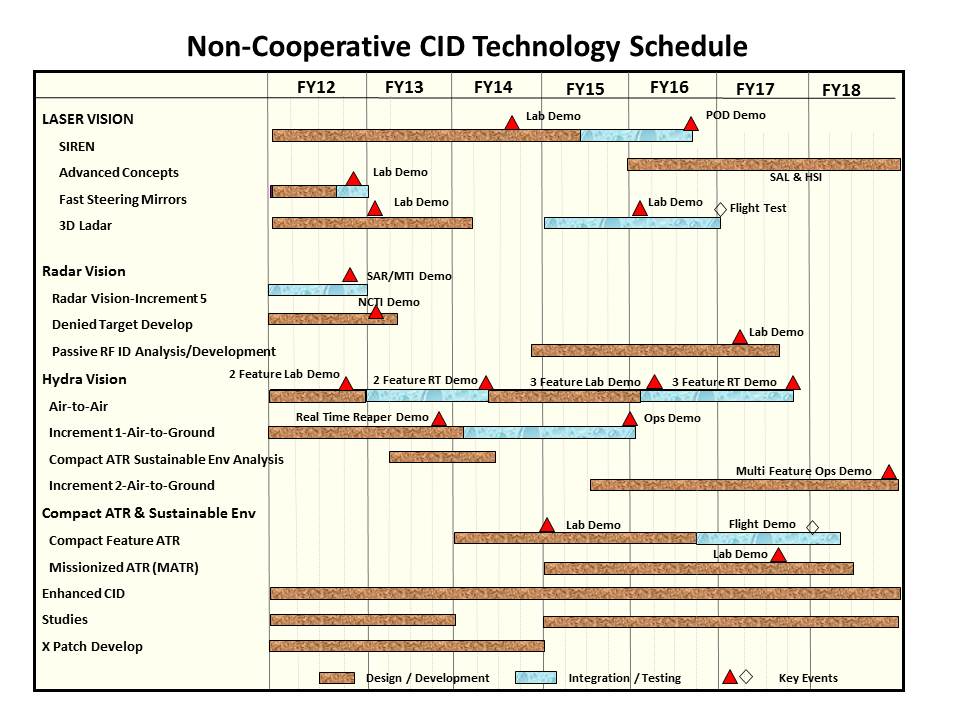 Non-Cooperative CID Technology Schedule
FY12 FY13 FY14 FY15 FY16 FY17 FY18
LASER VISION
Lab Demo POD Demo
SIREN
Advanced Concepts
Lab Demo
SAL & HSI
Fast Steering Mirrors
Lab Demo Lab Demo Flight Test
3D Ladar
Radar Vision
SAR/MTI Demo
Radar Vision-Increment 5
NCTI Demo
Denied Target Develop
Lab Demo
Passive RF ID Analysis/Development
Hydra Vision
2 Feature Lab Demo 2 Feature RT Demo 3 Feature Lab Demo 3 Feature RT Demo
Air-to-Air
Real Time Reaper Demo Ops Demo
Increment 1-Air-to-Ground
Compact ATR Sustainable Env Analysis
Multi Feature Ops Demo
Increment 2-Air-to-Ground
Compact ATR & Sustainable Env
Lab Demo Flight Demo
Compact Feature ATR
Lab Demo
Missionized ATR (MATR)
Enhanced CID
Studies
X Patch Develop
Design / Development Integration / Testing Key Events